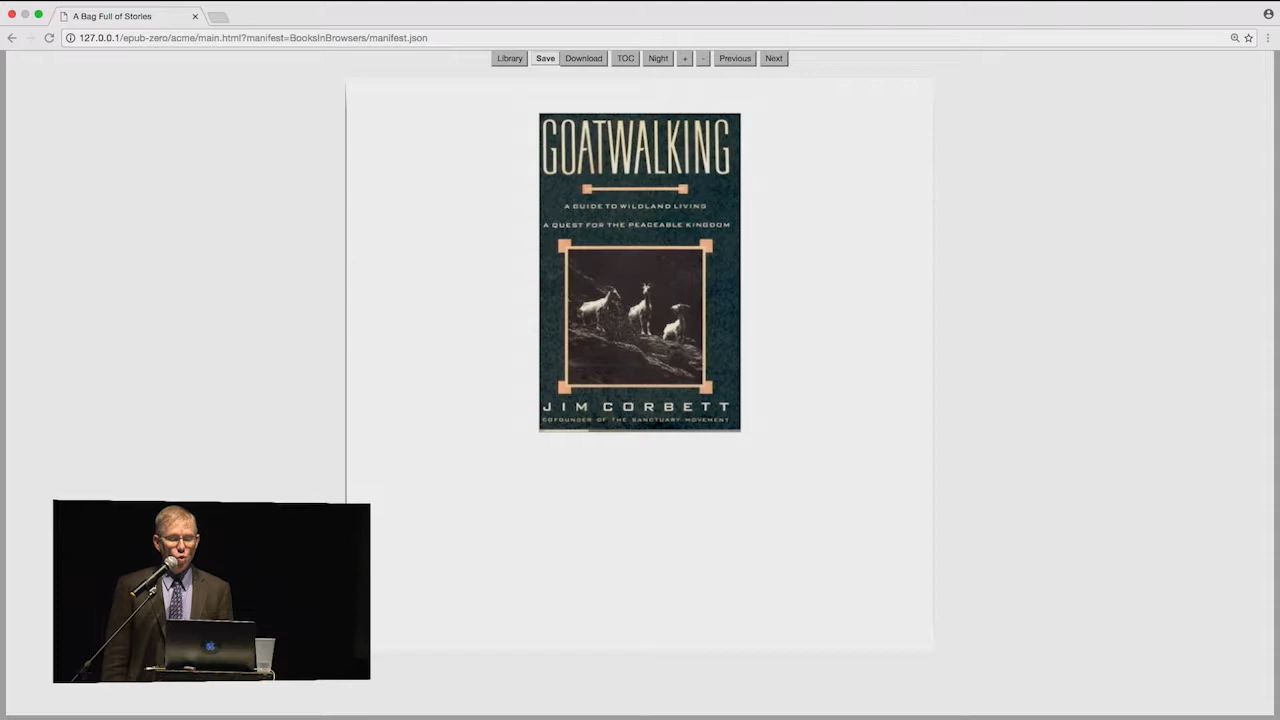 A Bag Full of Stories
127.0.0.1/epub-zero/acme/main.html?manifest=BooksInBrowsers/manifest.json
Library Save Download TOC Night + - Previous Next
GOATWALKING
A GUIDE TO WILDLAND LIVING
A QUEST FOR THE PEACEABLE KINGDOM
JIM CORBETT
COFOUNDER OF THE SANCTUARY MOVEMENT